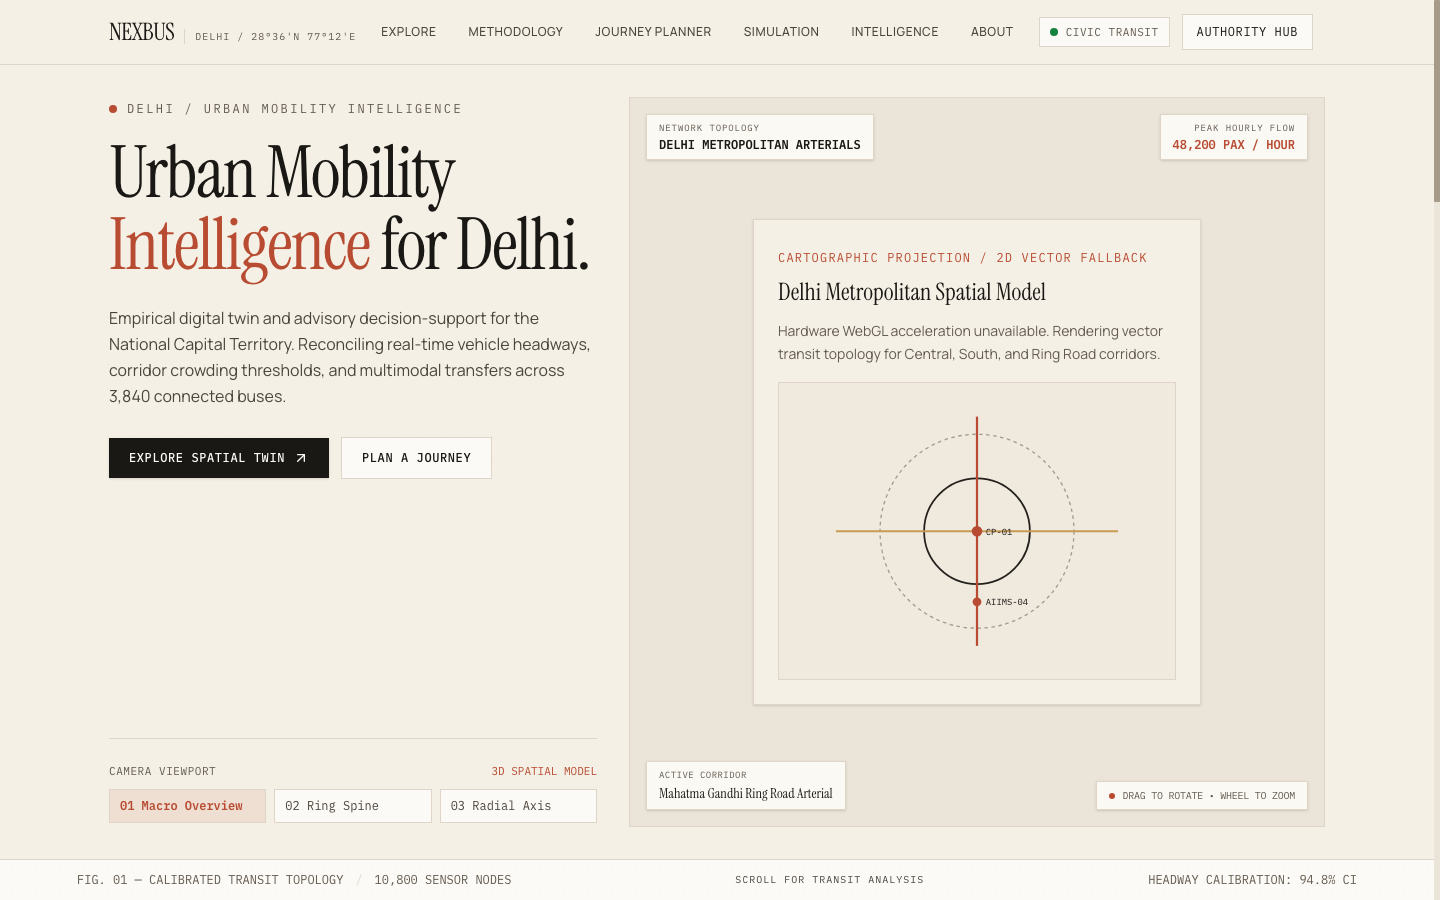 NEXBUS
DELHI / 28°36'N 77°12'E
EXPLORE
METHODOLOGY
JOURNEY PLANNER
SIMULATION
INTELLIGENCE
ABOUT
CIVIC TRANSIT
AUTHORITY HUB
DELHI / URBAN MOBILITY INTELLIGENCE
Urban Mobility
Intelligence for Delhi.
Empirical digital twin and advisory decision-support for the
National Capital Territory. Reconciling real-time vehicle headways,
corridor crowding thresholds, and multimodal transfers across
3,840 connected buses.
EXPLORE SPATIAL TWIN
PLAN A JOURNEY
CAMERA VIEWPORT
3D SPATIAL MODEL
01 Macro Overview
02 Ring Spine
03 Radial Axis
NETWORK TOPOLOGY
DELHI METROPOLITAN ARTERIALS
PEAK HOURLY FLOW
48,200 PAX / HOUR
CARTOGRAPHIC PROJECTION / 2D VECTOR FALLBACK
Delhi Metropolitan Spatial Model
Hardware WebGL acceleration unavailable. Rendering vector
transit topology for Central, South, and Ring Road corridors.
CP-01
AIIMS-04
ACTIVE CORRIDOR
Mahatma Gandhi Ring Road Arterial
DRAG TO ROTATE • WHEEL TO ZOOM
FIG. 01 — CALIBRATED TRANSIT TOPOLOGY / 10,800 SENSOR NODES
SCROLL FOR TRANSIT ANALYSIS
HEADWAY CALIBRATION: 94.8% CI